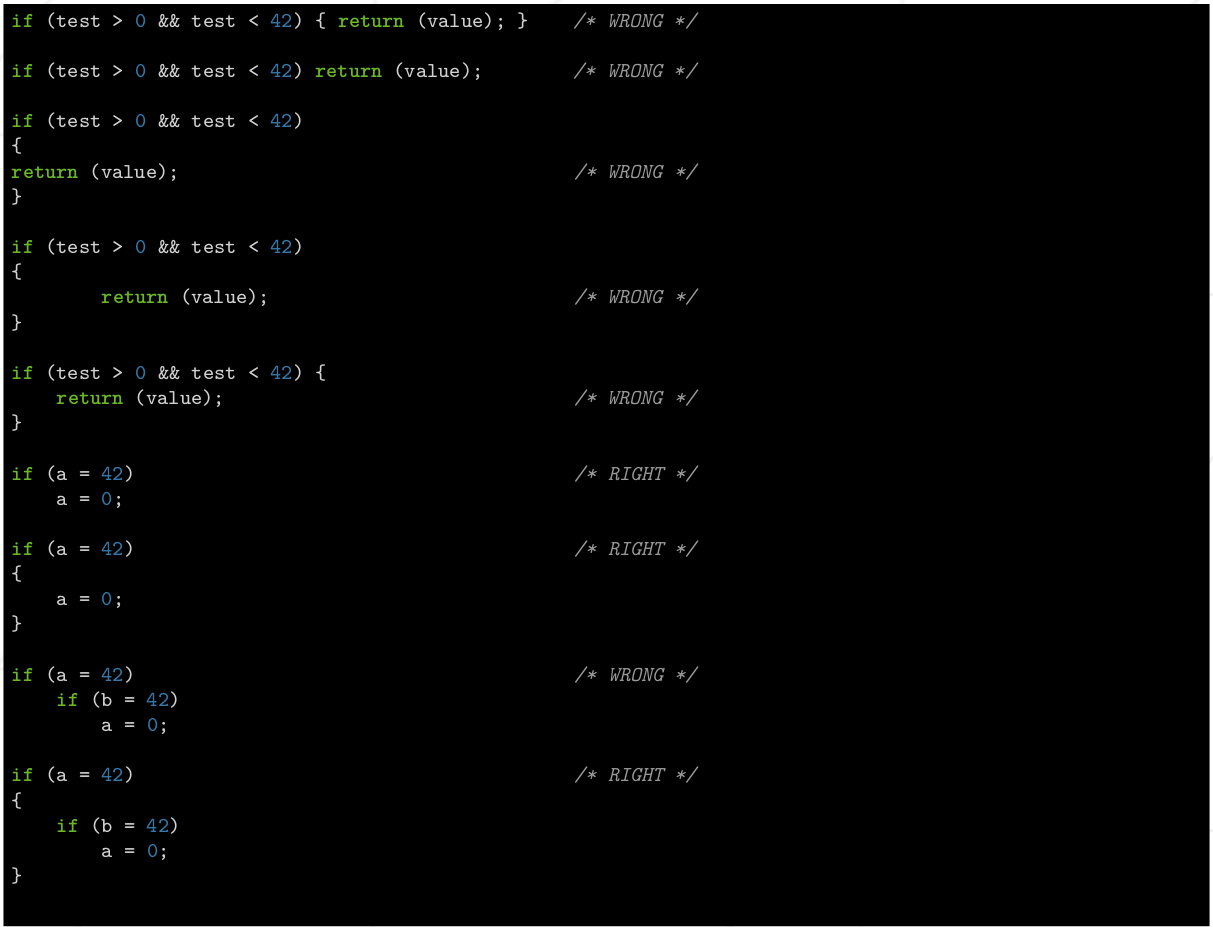 if (test > 0 && test < 42) { return (value); }    /* WRONG */

if (test > 0 && test < 42) return (value);        /* WRONG */

if (test > 0 && test < 42)
{
return (value);                                   /* WRONG */
}

if (test > 0 && test < 42)
{
        return (value);                           /* WRONG */
}

if (test > 0 && test < 42) {
    return (value);                               /* WRONG */
}

if (a = 42)                                       /* RIGHT */
    a = 0;

if (a = 42)                                       /* RIGHT */
{
    a = 0;
}

if (a = 42)                                       /* WRONG */
    if (b = 42)
        a = 0;

if (a = 42)                                       /* RIGHT */
{
    if (b = 42)
        a = 0;
}